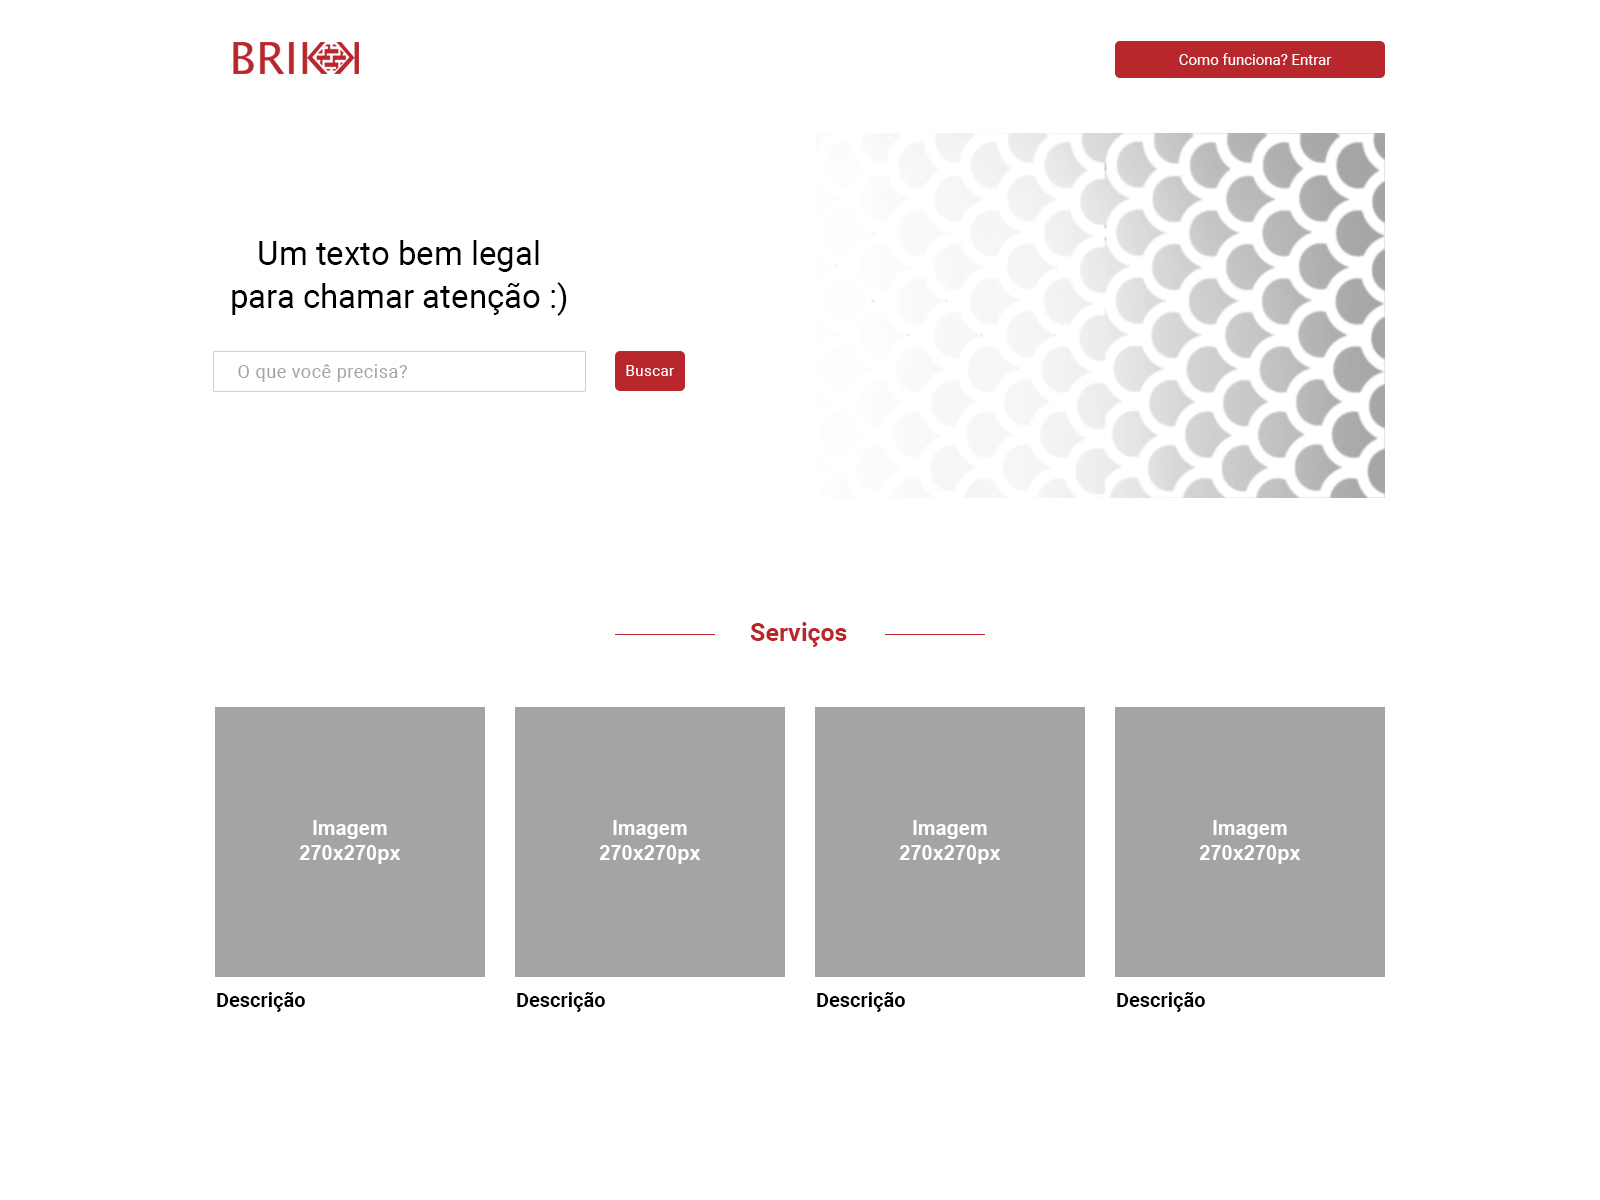 BRIKK
Como funciona? Entrar
Um texto bem legal
para chamar atenção :)
O que você precisa?
Buscar
Serviços
Imagem
270x270px
Imagem
270x270px
Imagem
270x270px
Imagem
270x270px
Descrição
Descrição
Descrição
Descrição